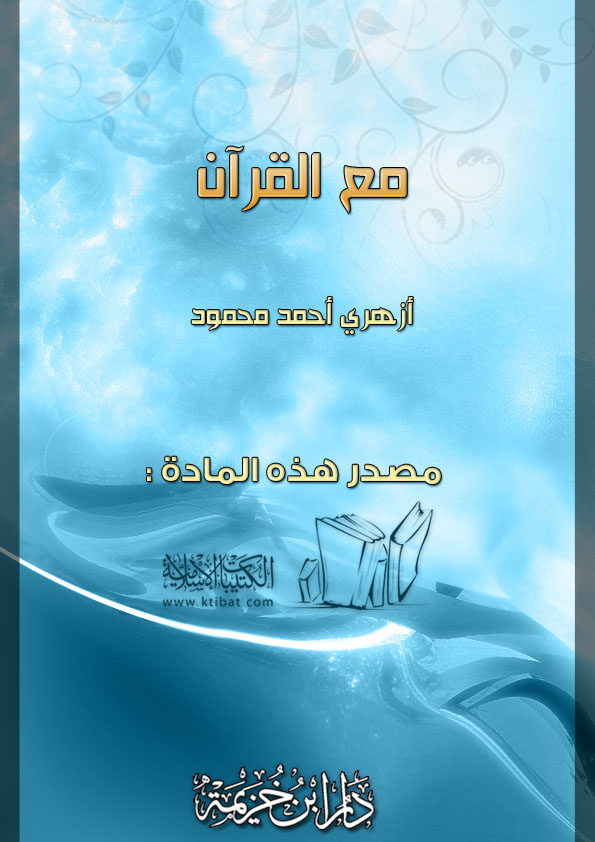 مع القرآن
أزهري أحمد محمود
مصدر هذه المادة :
الكتيبات الإسلامية
www.ktibat.com
دار ابن خزيمة